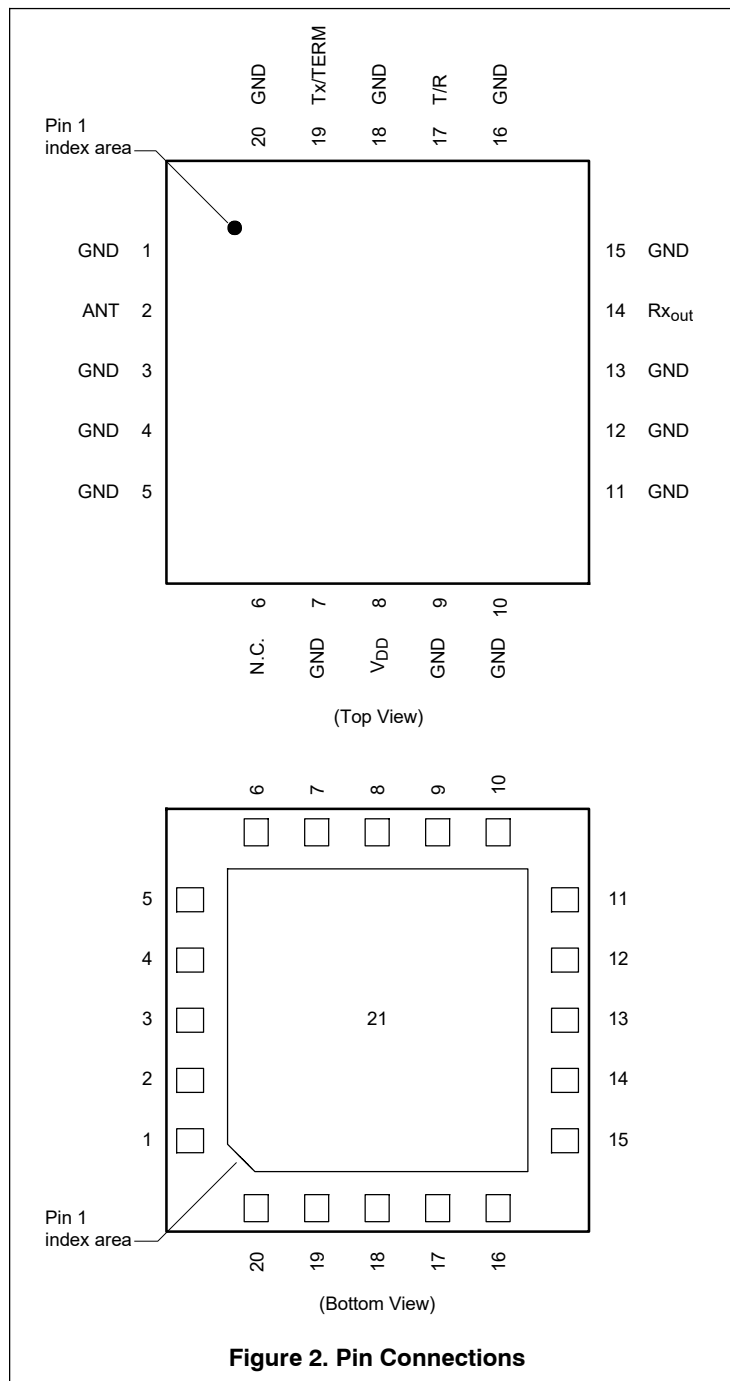 GND Tx/TERM GND T/R GND
20 19 18 17 16
Pin 1
index area
GND 1
ANT 2
GND 3
GND 4
GND 5
15 GND
14 Rxout
13 GND
12 GND
11 GND
6 7 8 9 10
N.C. GND VDD GND GND
(Top View)
6 7 8 9 10
5
4
3
2
1
21
11
12
13
14
15
Pin 1
index area
20 19 18 17 16
(Bottom View)
Figure 2. Pin Connections